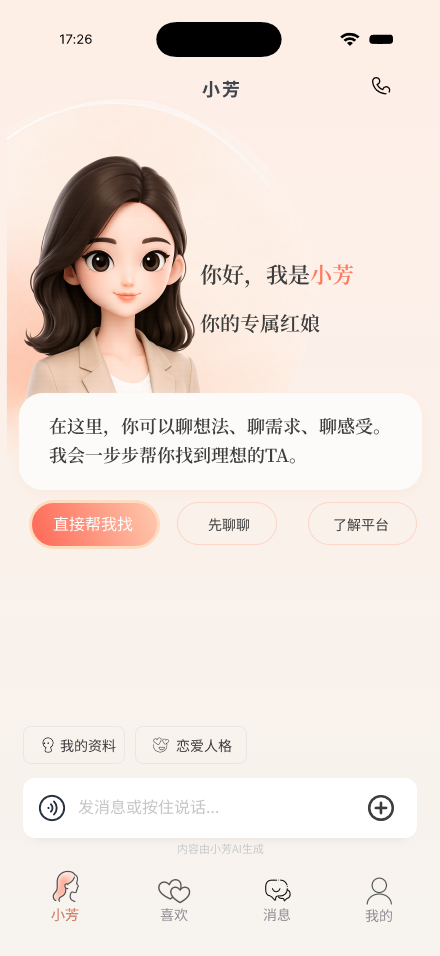 17:26
小芳
你好，我是小芳
你的专属红娘
在这里，你可以聊想法、聊需求、聊感受。
我会一步步帮你找到理想的TA。
直接帮我找
先聊聊
了解平台
我的资料
恋爱人格
发消息或按住说话...
内容由小芳AI生成
小芳
喜欢
消息
我的